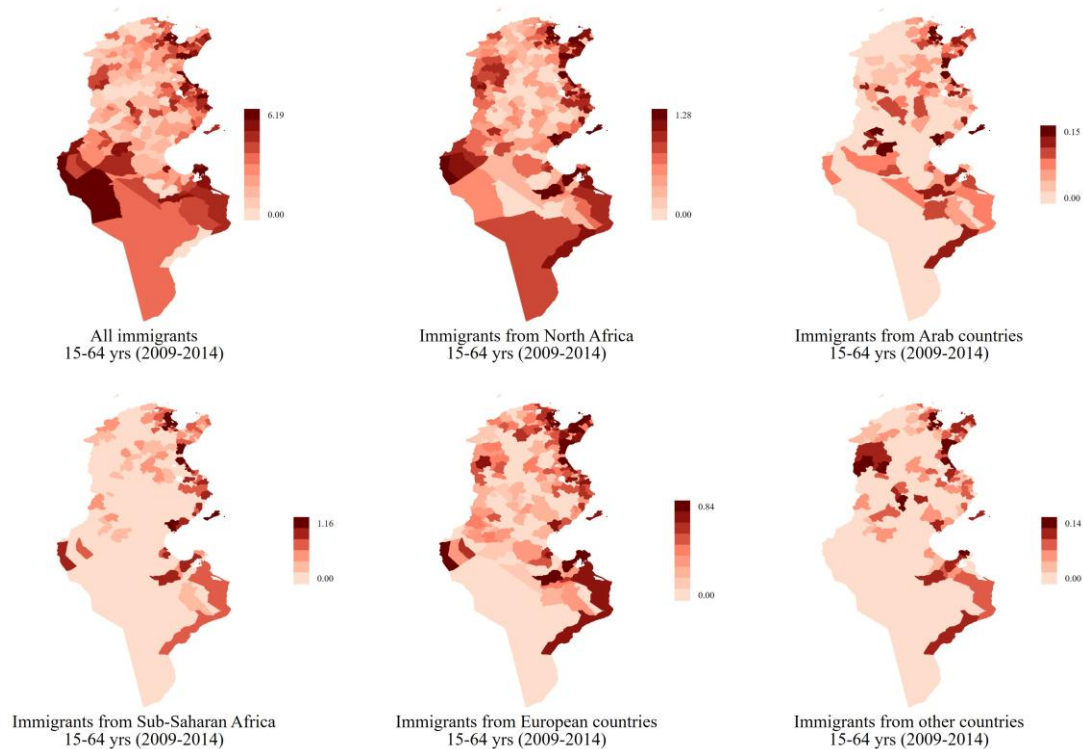 6.19
0.00
All immigrants
15-64 yrs (2009-2014)
1.28
0.00
Immigrants from North Africa
15-64 yrs (2009-2014)
0.15
0.00
Immigrants from Arab countries
15-64 yrs (2009-2014)
1.16
0.00
Immigrants from Sub-Saharan Africa
15-64 yrs (2009-2014)
0.84
0.00
Immigrants from European countries
15-64 yrs (2009-2014)
0.14
0.00
Immigrants from other countries
15-64 yrs (2009-2014)